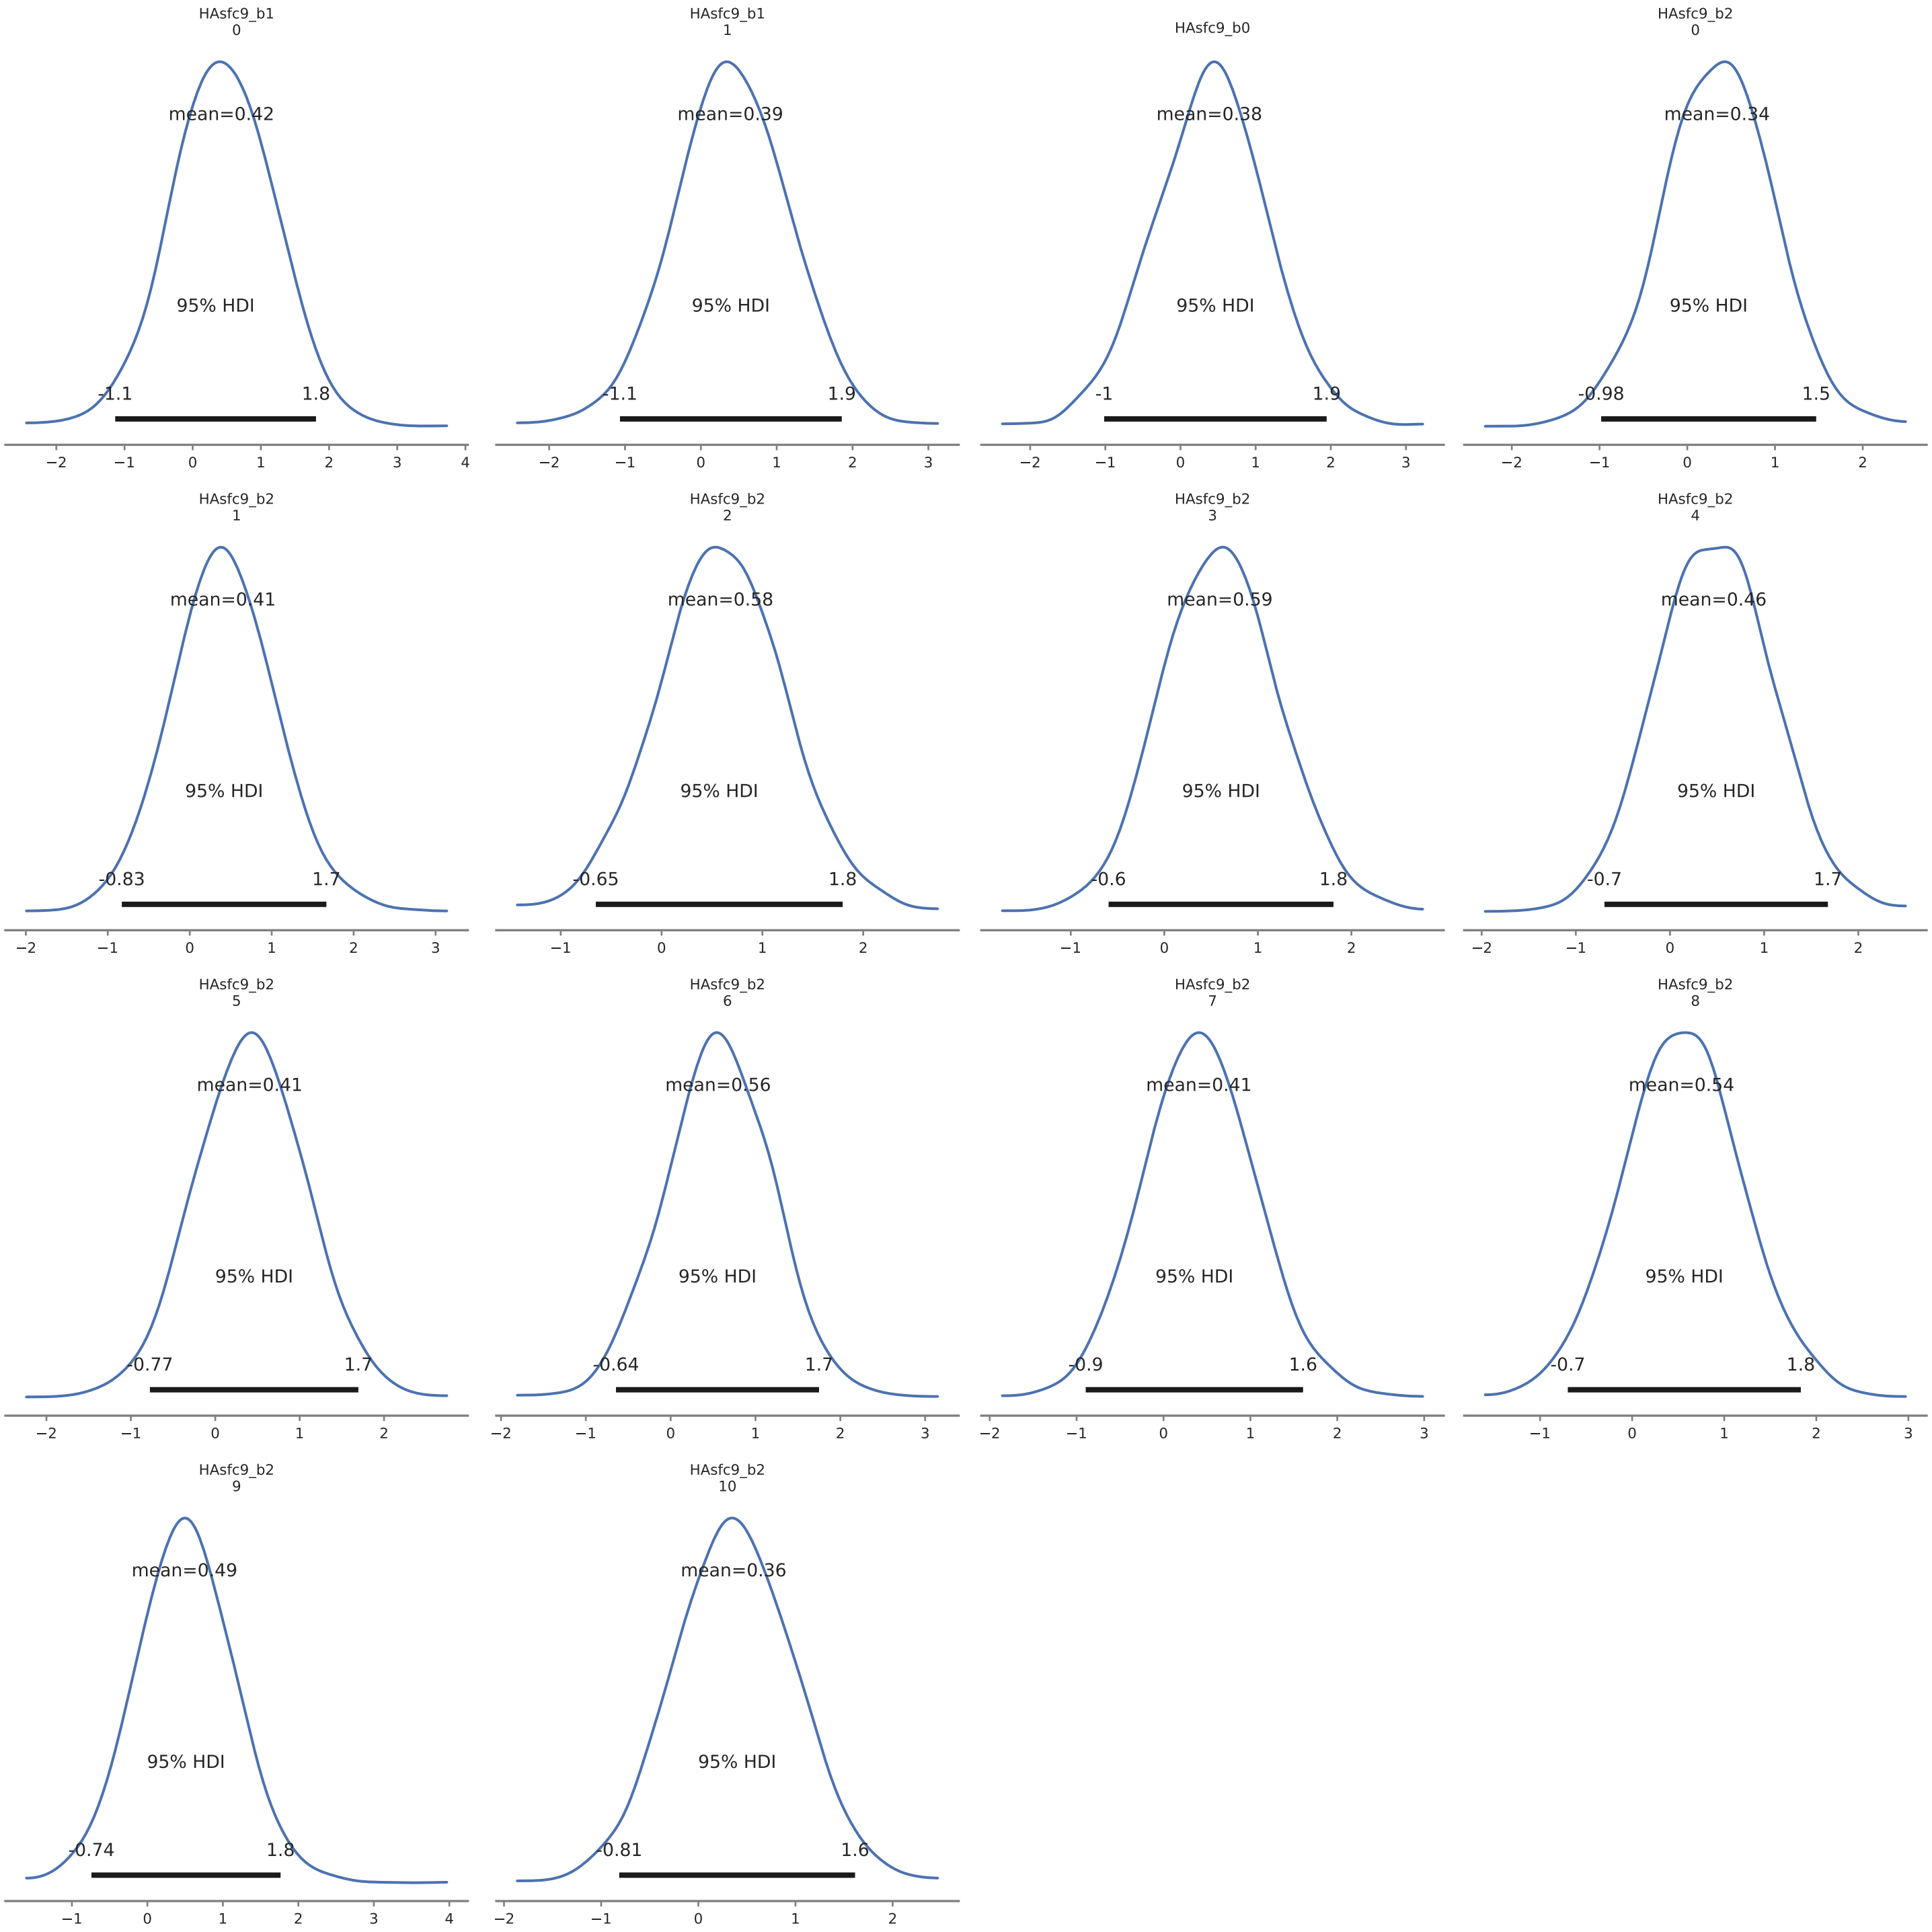 HAsfc9_b1
0
mean=0.42
95% HDI
-1.1 1.8
−2 −1 0 1 2 3 4
HAsfc9_b1
1
mean=0.39
95% HDI
-1.1 1.9
−2 −1 0 1 2 3
HAsfc9_b0
mean=0.38
95% HDI
-1 1.9
−2 −1 0 1 2 3
HAsfc9_b2
0
mean=0.34
95% HDI
-0.98 1.5
−2 −1 0 1 2
HAsfc9_b2
1
mean=0.41
95% HDI
-0.83 1.7
−2 −1 0 1 2 3
HAsfc9_b2
2
mean=0.58
95% HDI
-0.65 1.8
−1 0 1 2
HAsfc9_b2
3
mean=0.59
95% HDI
-0.6 1.8
−1 0 1 2
HAsfc9_b2
4
mean=0.46
95% HDI
-0.7 1.7
−2 −1 0 1 2
HAsfc9_b2
5
mean=0.41
95% HDI
-0.77 1.7
−2 −1 0 1 2
HAsfc9_b2
6
mean=0.56
95% HDI
-0.64 1.7
−2 −1 0 1 2 3
HAsfc9_b2
7
mean=0.41
95% HDI
-0.9 1.6
−2 −1 0 1 2 3
HAsfc9_b2
8
mean=0.54
95% HDI
-0.7 1.8
−1 0 1 2 3
HAsfc9_b2
9
mean=0.49
95% HDI
-0.74 1.8
−1 0 1 2 3 4
HAsfc9_b2
10
mean=0.36
95% HDI
-0.81 1.6
−2 −1 0 1 2